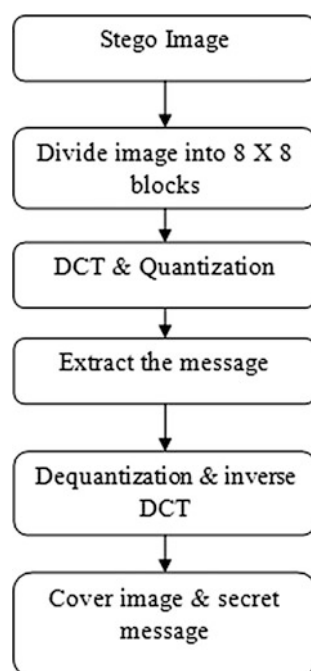 Stego Image
Divide image into 8 X 8
blocks
DCT & Quantization
Extract the message
Dequantization & inverse
DCT
Cover image & secret
message